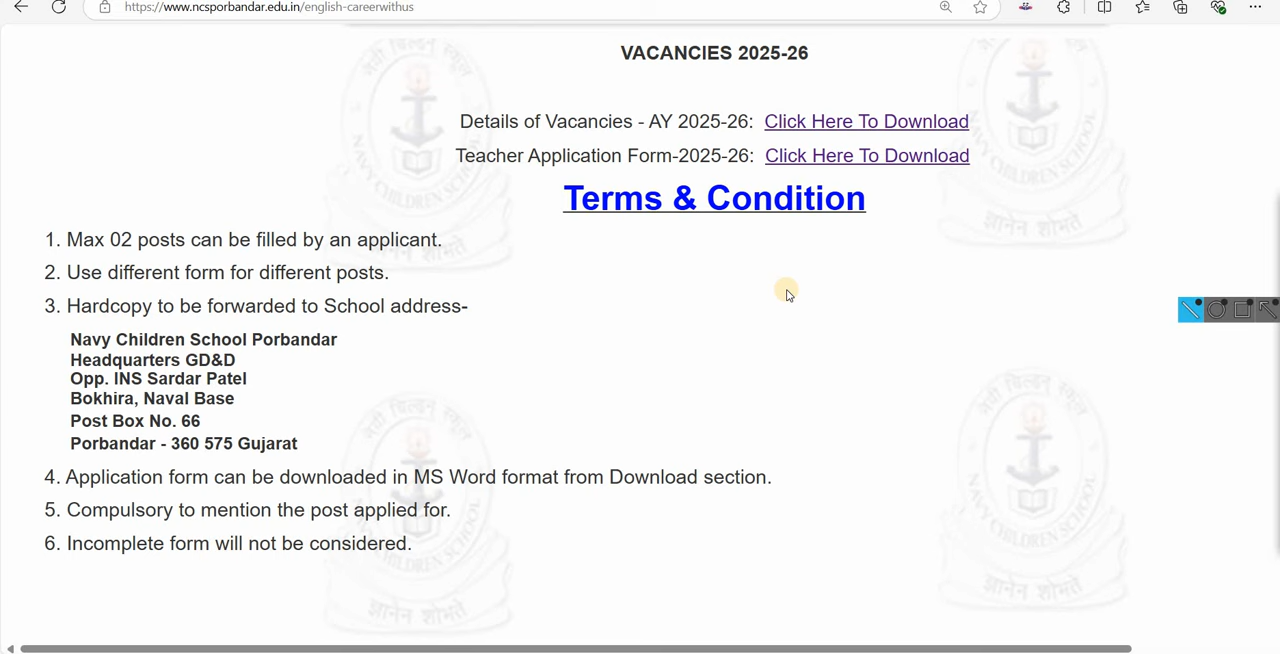 https://www.ncsporbandar.edu.in/english-careerwithus
VACANCIES 2025-26
Details of Vacancies - AY 2025-26: Click Here To Download
Teacher Application Form-2025-26: Click Here To Download
Terms & Condition
1. Max 02 posts can be filled by an applicant.
2. Use different form for different posts.
3. Hardcopy to be forwarded to School address-
Navy Children School Porbandar
Headquarters GD&D
Opp. INS Sardar Patel
Bokhira, Naval Base
Post Box No. 66
Porbandar - 360 575 Gujarat
4. Application form can be downloaded in MS Word format from Download section.
5. Compulsory to mention the post applied for.
6. Incomplete form will not be considered.
नेवी चिल्ड्रन स्कूल
NAVY CHILDREN SCHOOL
ज्ञानेन शोभते